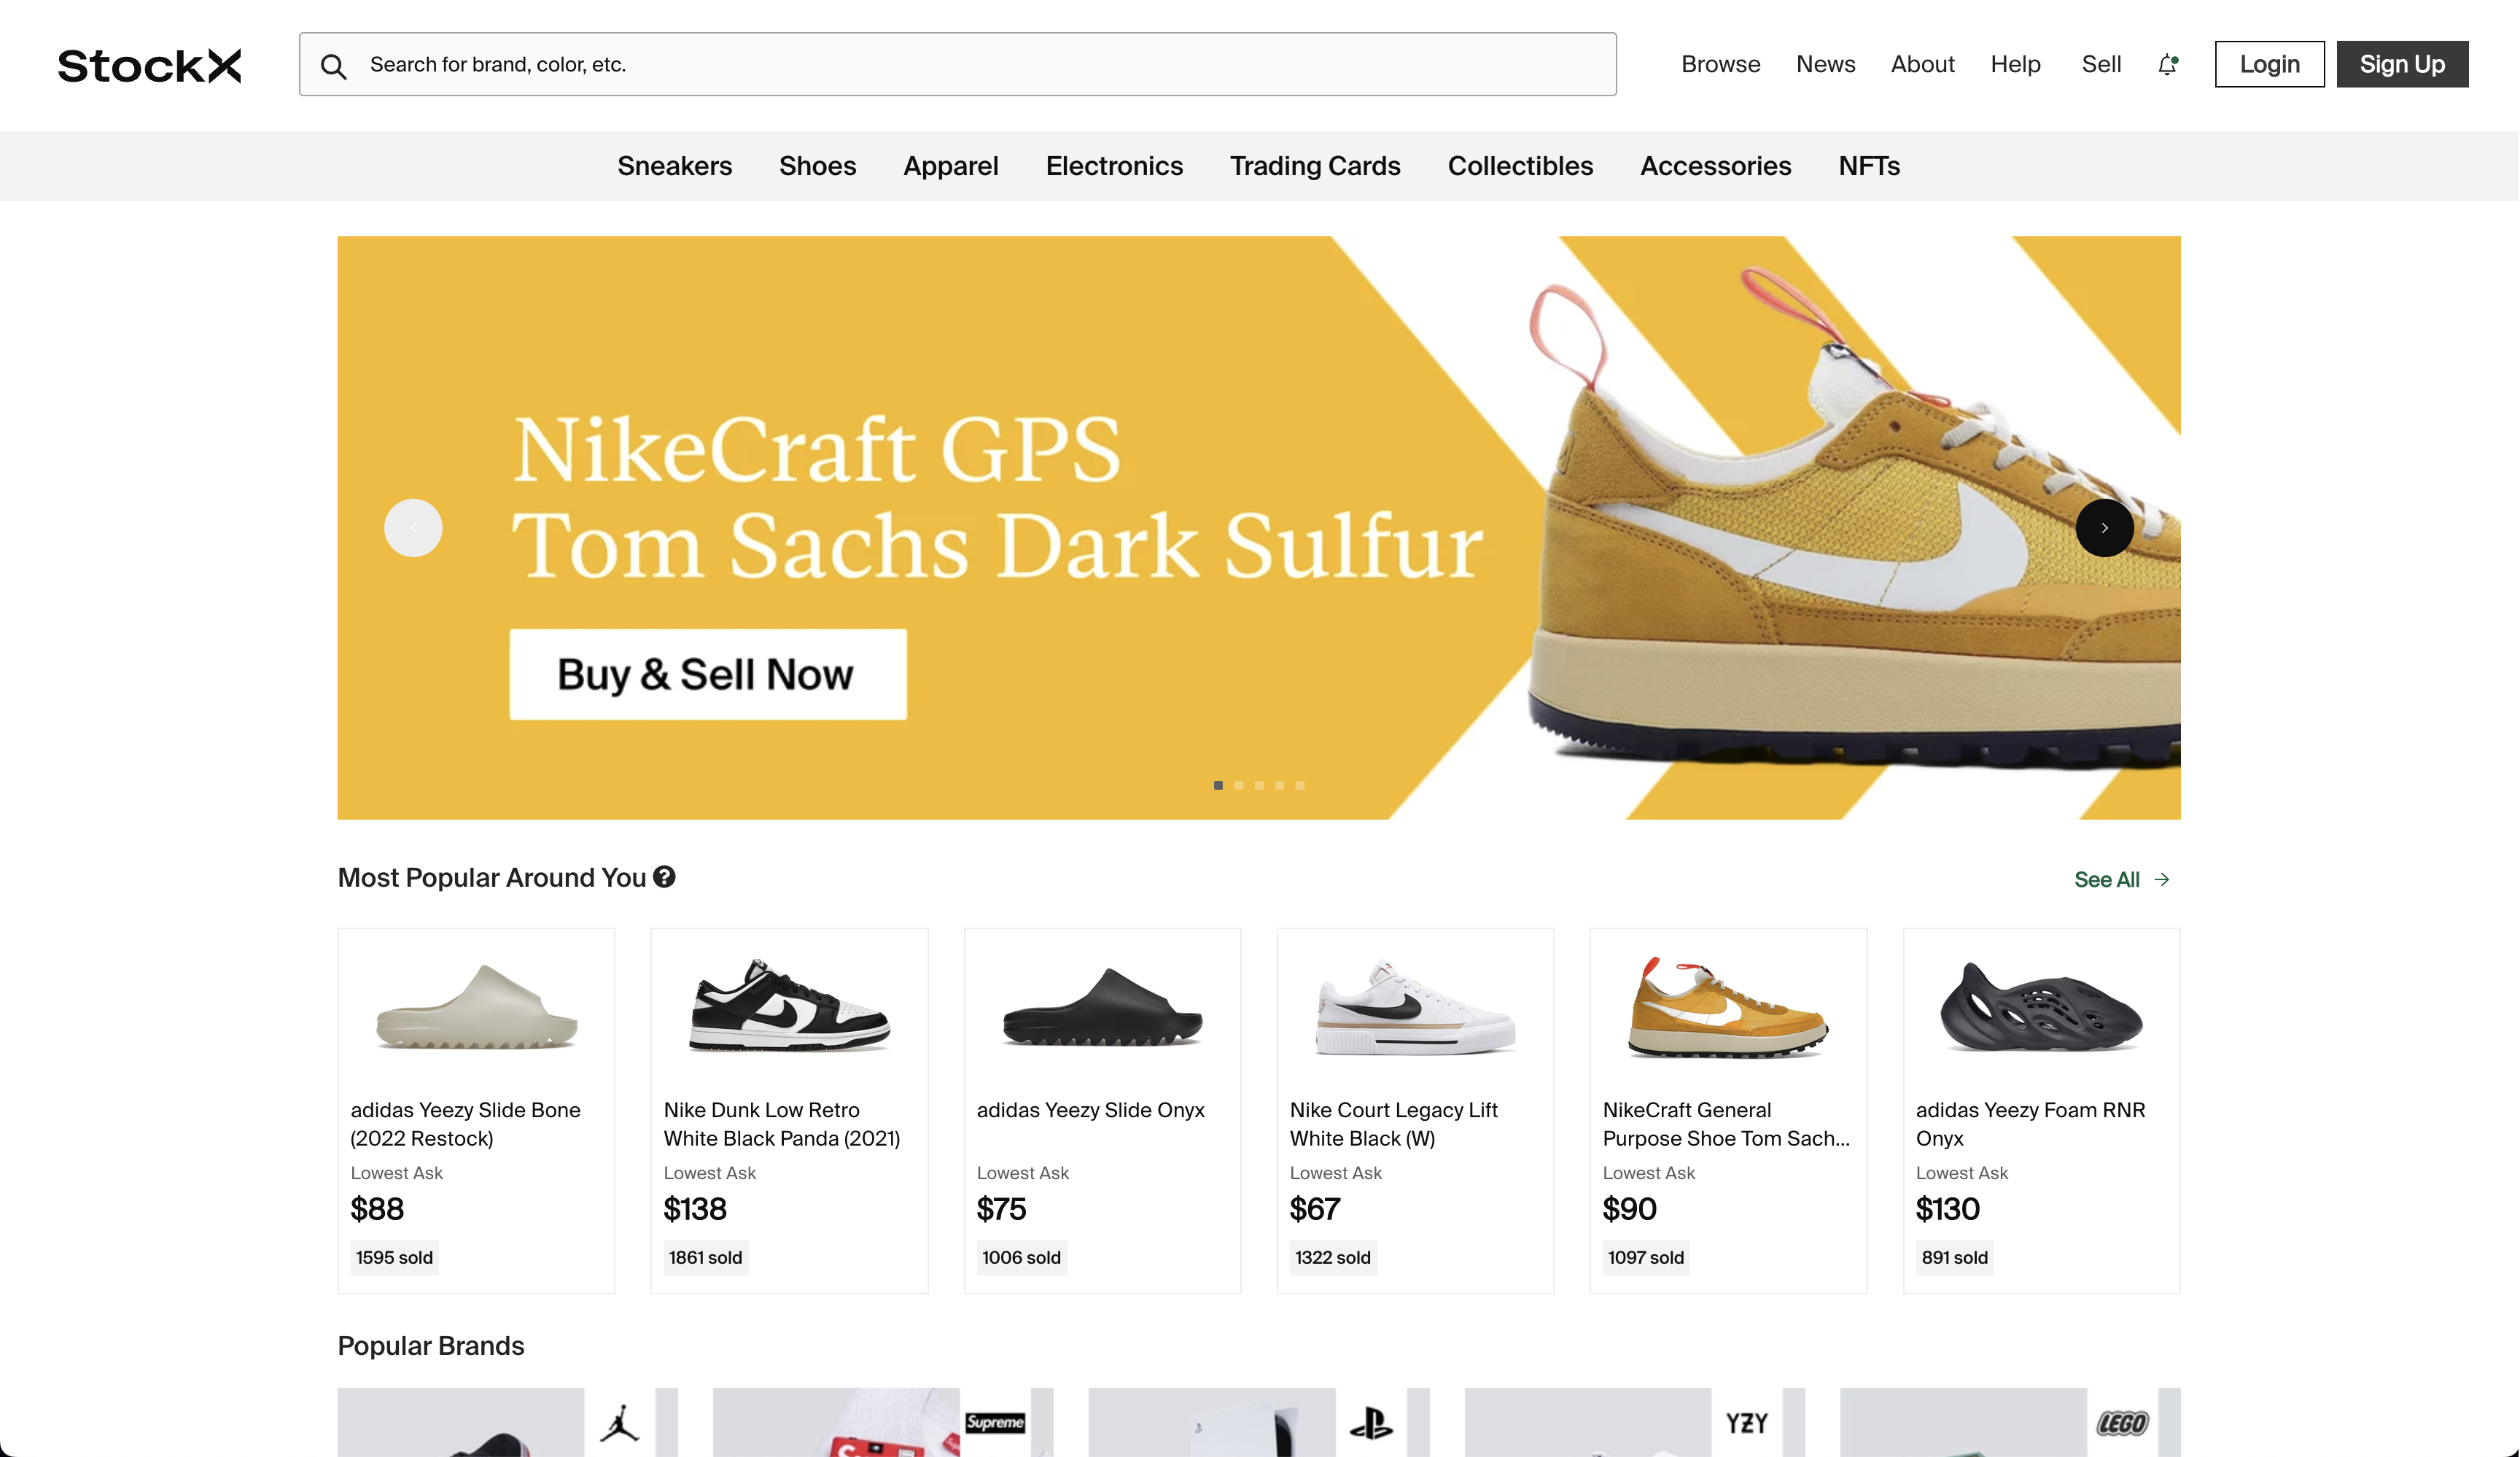 StockX
Search for brand, color, etc.
Browse
News
About
Help
Sell
Login
Sign Up
Sneakers
Shoes
Apparel
Electronics
Trading Cards
Collectibles
Accessories
NFTs
NikeCraft GPS
Tom Sachs Dark Sulfur
Buy & Sell Now
Most Popular Around You
See All
adidas Yeezy Slide Bone
(2022 Restock)
Lowest Ask
$88
1595 sold
Nike Dunk Low Retro
White Black Panda (2021)
Lowest Ask
$138
1861 sold
adidas Yeezy Slide Onyx
Lowest Ask
$75
1006 sold
Nike Court Legacy Lift
White Black (W)
Lowest Ask
$67
1322 sold
NikeCraft General
Purpose Shoe Tom Sach...
Lowest Ask
$90
1097 sold
adidas Yeezy Foam RNR
Onyx
Lowest Ask
$130
891 sold
Popular Brands
Supreme
YZY
LEGO